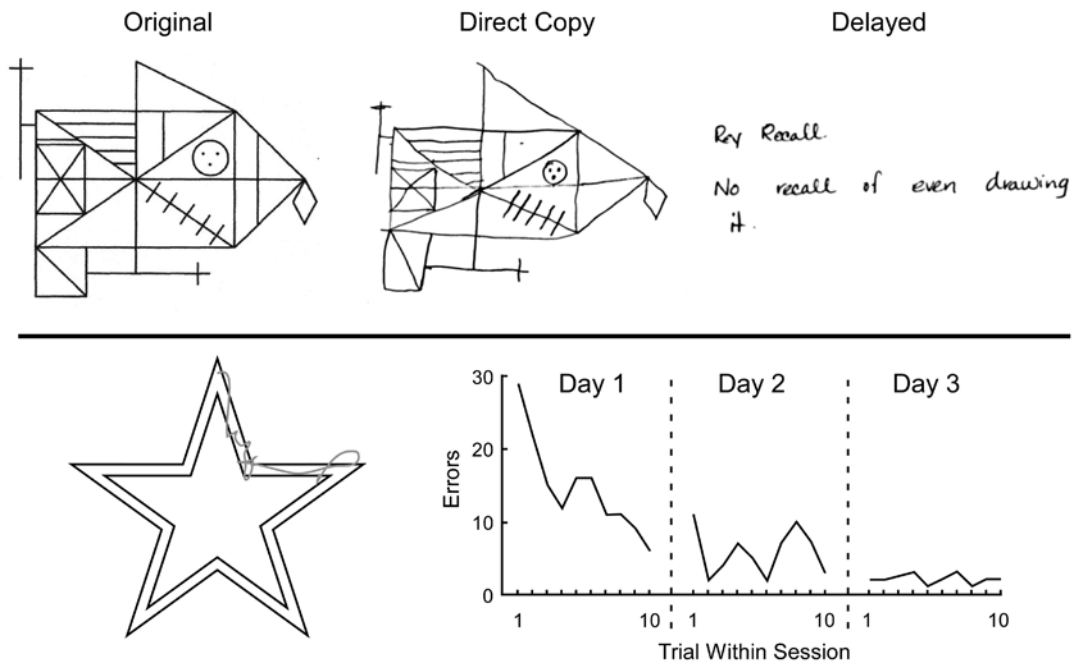 Original Direct Copy Delayed
Rey Recall.
No recall of even drawing
it.
30
20
10
0
Errors
Day 1 Day 2 Day 3
1 10 1 10 1 10
Trial Within Session